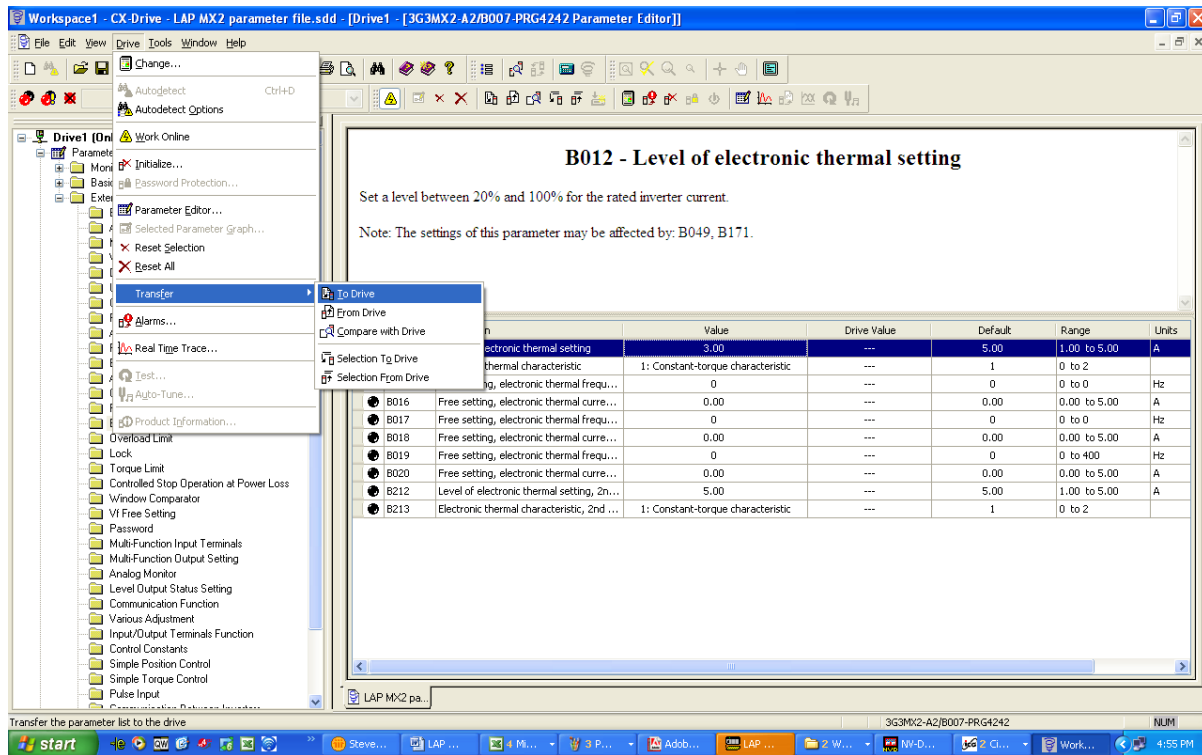 Workspace1 - CX-Drive - LAP MX2 parameter file.sdd - [Drive1 - [3G3MX2-A2/B007-PRG4242 Parameter Editor]]
File Edit View Drive Tools Window Help
Change...
Autodetect Ctrl+D
Autodetect Options
Work Online
Initialize...
Password Protection...
Parameter Editor...
Selected Parameter Graph...
Reset Selection
Reset All
Transfer
Alarms...
Real Time Trace...
Test...
Auto-Tune...
Product Information...
To Drive
From Drive
Compare with Drive
Selection To Drive
Selection From Drive
Drive1 (Onl
Paramete
Moni
Basic
Exter
Overload Limit
Lock
Torque Limit
Controlled Stop Operation at Power Loss
Window Comparator
Vf Free Setting
Password
Multi-Function Input Terminals
Multi-Function Output Setting
Analog Monitor
Level Output Status Setting
Communication Function
Various Adjustment
Input/Output Terminals Function
Control Constants
Simple Position Control
Simple Torque Control
Pulse Input
B012 - Level of electronic thermal setting
Set a level between 20% and 100% for the rated inverter current.
Note: The settings of this parameter may be affected by: B049, B171.
Value Drive Value Default Range Units
ectronic thermal setting 3.00 --- 5.00 1.00 to 5.00 A
thermal characteristic 1: Constant-torque characteristic --- 1 0 to 2
ng, electronic thermal frequ... 0 --- 0 0 to 0 Hz
B016 Free setting, electronic thermal curre... 0.00 --- 0.00 0.00 to 5.00 A
B017 Free setting, electronic thermal frequ... 0 --- 0 0 to 0 Hz
B018 Free setting, electronic thermal curre... 0.00 --- 0.00 0.00 to 5.00 A
B019 Free setting, electronic thermal frequ... 0 --- 0 0 to 400 Hz
B020 Free setting, electronic thermal curre... 0.00 --- 0.00 0.00 to 5.00 A
B212 Level of electronic thermal setting, 2n... 5.00 --- 5.00 1.00 to 5.00 A
B213 Electronic thermal characteristic, 2nd ... 1: Constant-torque characteristic --- 1 0 to 2
LAP MX2 pa...
Transfer the parameter list to the drive 3G3MX2-A2/B007-PRG4242 NUM
start Steve... LAP ... 4 Mi... 3 P... Adob... LAP ... 2 W... NV-D... 2 Ci... Work... 4:55 PM